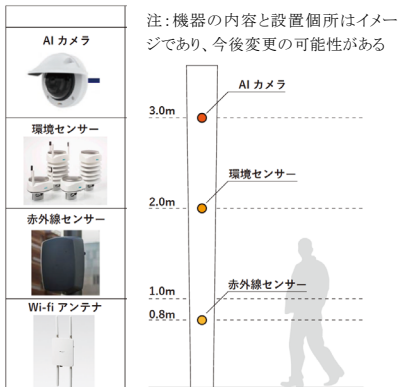 注：機器の内容と設置個所はイメー
ジであり、今後変更の可能性がある
AI カメラ
環境センサー
赤外線センサー
Wi-fi アンテナ
AI カメラ
3.0m
環境センサー
2.0m
赤外線センサー
1.0m
0.8m